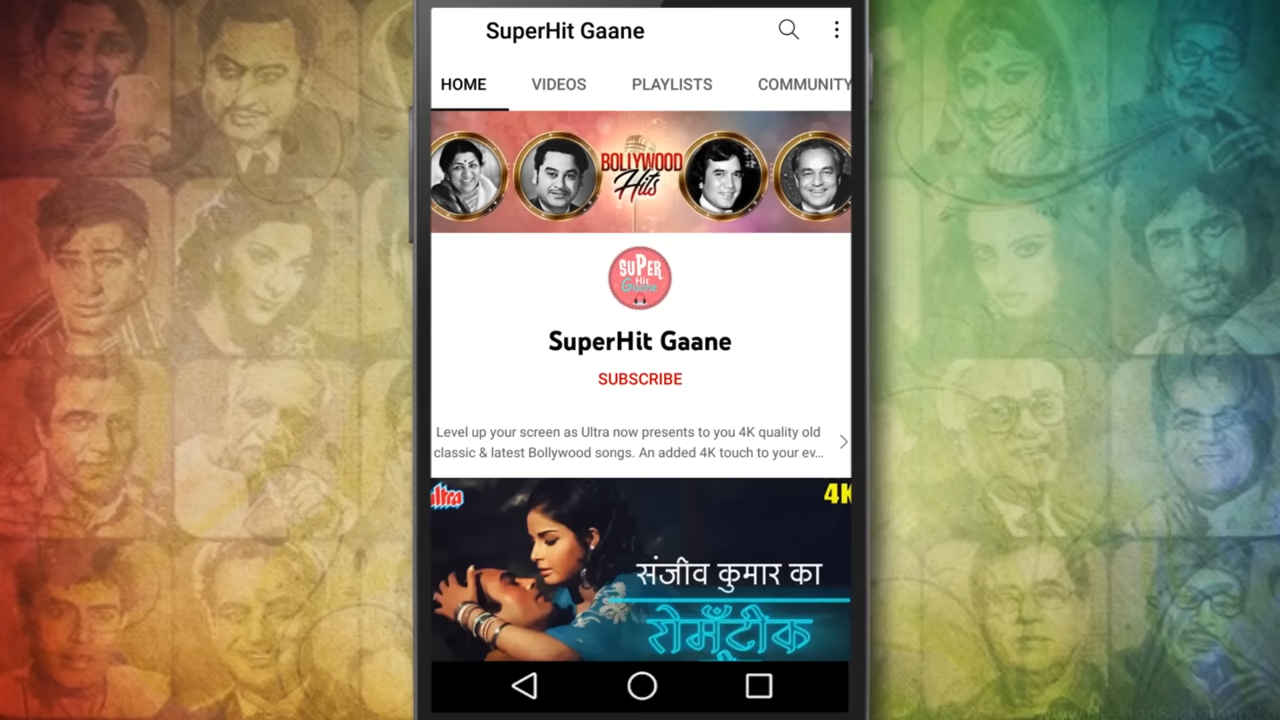 SuperHit Gaane
HOME VIDEOS PLAYLISTS COMMUNITY
BOLLYWOOD
Hits
SUPER
Hit
Gaane
SuperHit Gaane
SUBSCRIBE
Level up your screen as Ultra now presents to you 4K quality old
classic & latest Bollywood songs. An added 4K touch to your ev...
ultra 4K
संजीव कुमार का
रोमँटीक